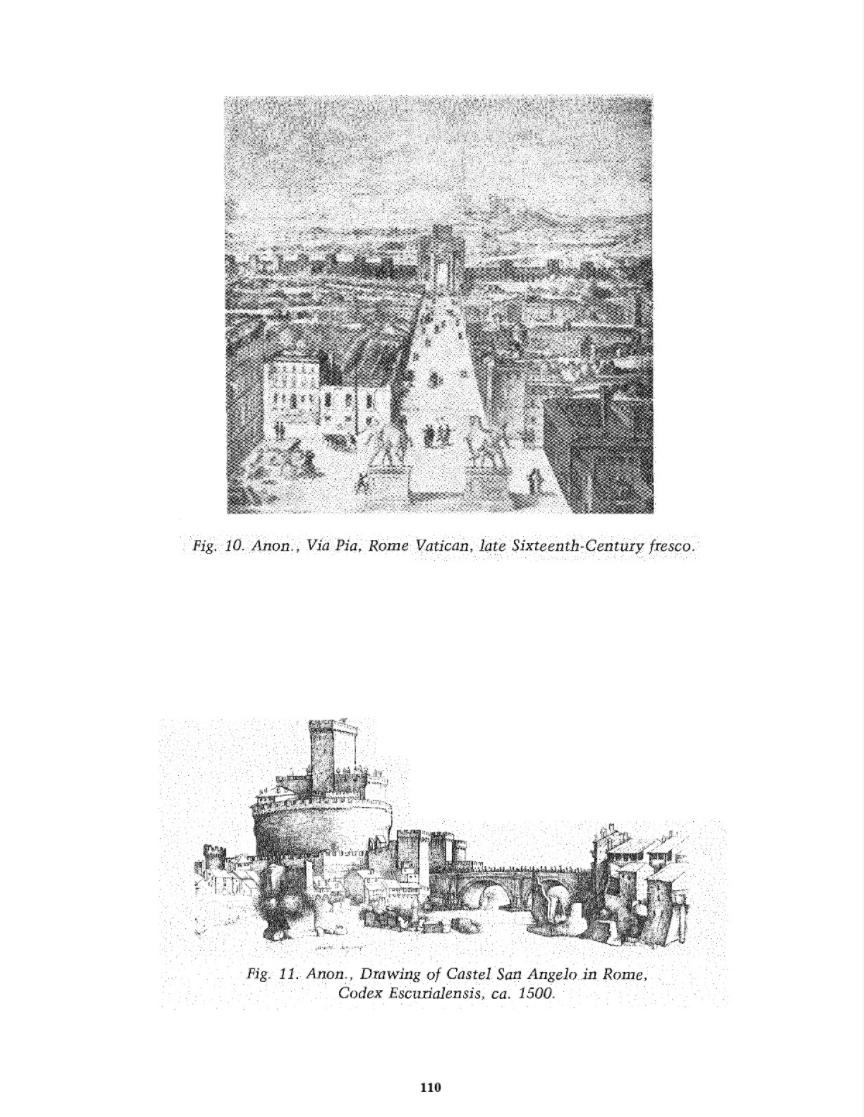 Fig. 10. Anon., Via Pia, Rome Vatican, late Sixteenth-Century fresco.
Fig. 11. Anon., Drawing of Castel San Angelo in Rome,
Codex Escurialensis, ca. 1500.
110